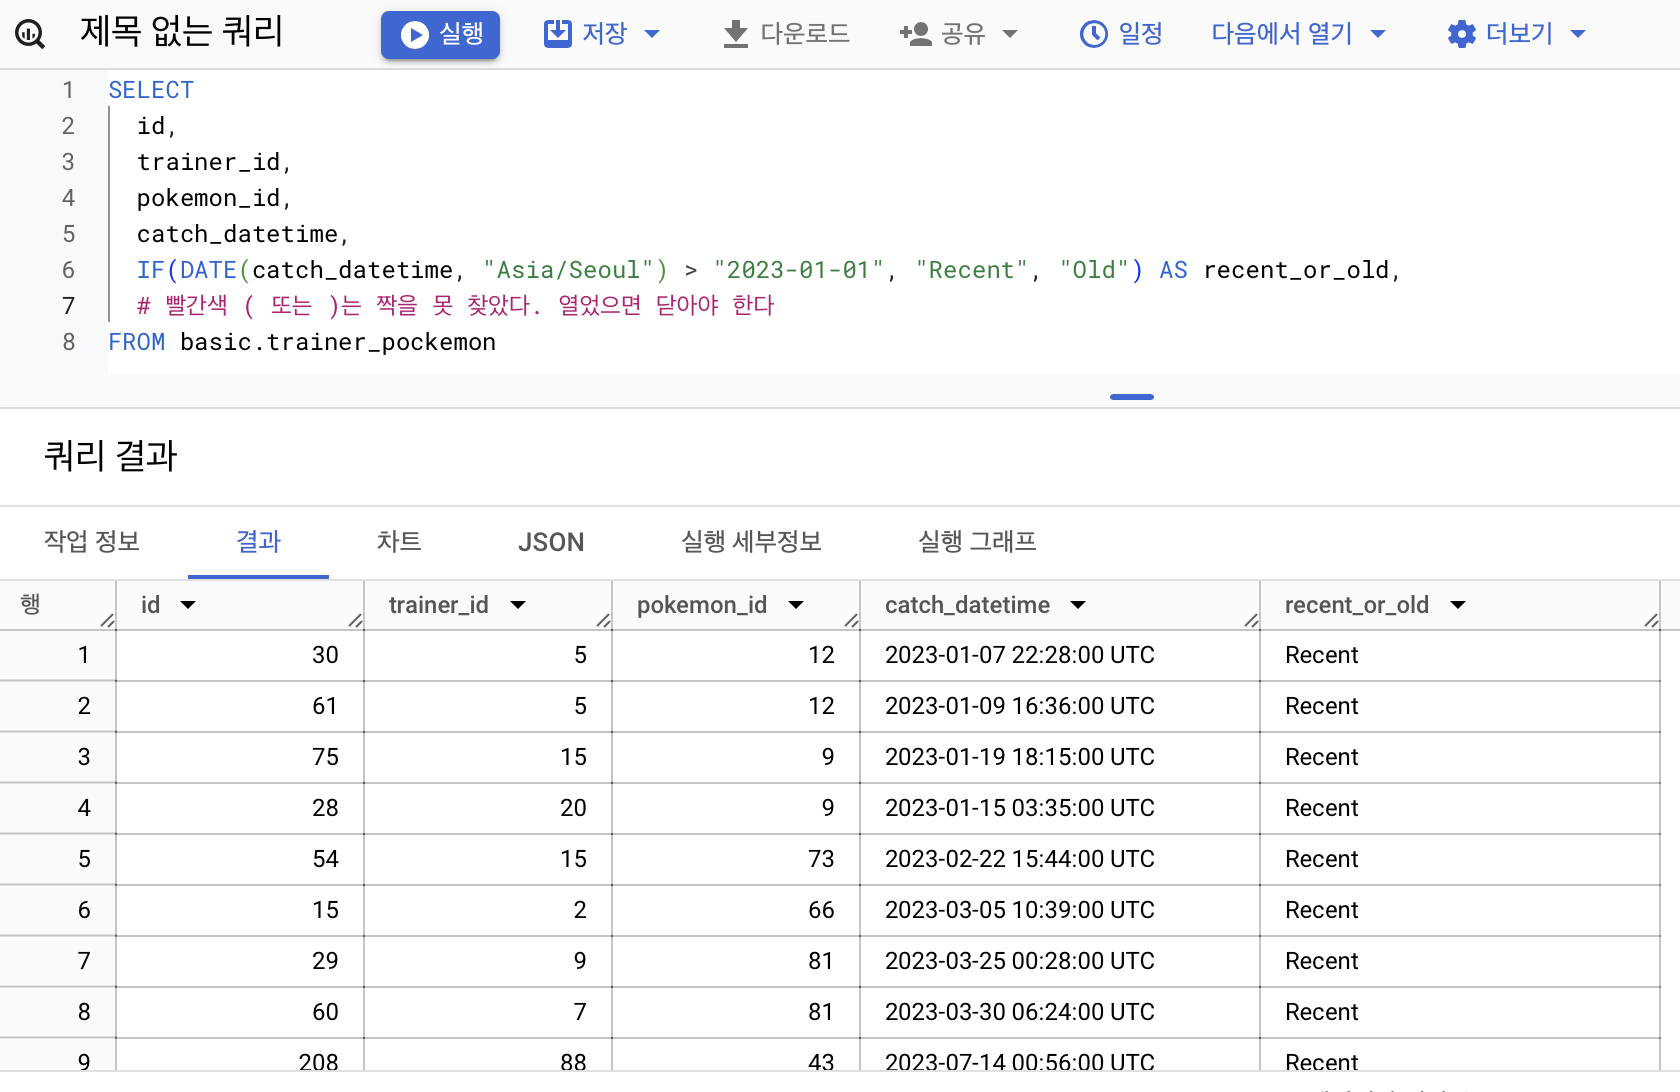 제목 없는 쿼리 실행 저장 다운로드 공유 일정 다음에서 열기 더보기
1 SELECT
2 id,
3 trainer_id,
4 pokemon_id,
5 catch_datetime,
6 IF(DATE(catch_datetime, "Asia/Seoul") > "2023-01-01", "Recent", "Old") AS recent_or_old,
7 # 빨간색 ( 또는 )는 짝을 못 찾았다. 열었으면 닫아야 한다
8 FROM basic.trainer_pockemon
쿼리 결과
작업 정보 결과 차트 JSON 실행 세부정보 실행 그래프
행 id trainer_id pokemon_id catch_datetime recent_or_old
1 30 5 12 2023-01-07 22:28:00 UTC Recent
2 61 5 12 2023-01-09 16:36:00 UTC Recent
3 75 15 9 2023-01-19 18:15:00 UTC Recent
4 28 20 9 2023-01-15 03:35:00 UTC Recent
5 54 15 73 2023-02-22 15:44:00 UTC Recent
6 15 2 66 2023-03-05 10:39:00 UTC Recent
7 29 9 81 2023-03-25 00:28:00 UTC Recent
8 60 7 81 2023-03-30 06:24:00 UTC Recent
9 208 88 43 2023-07-14 00:56:00 UTC Recent